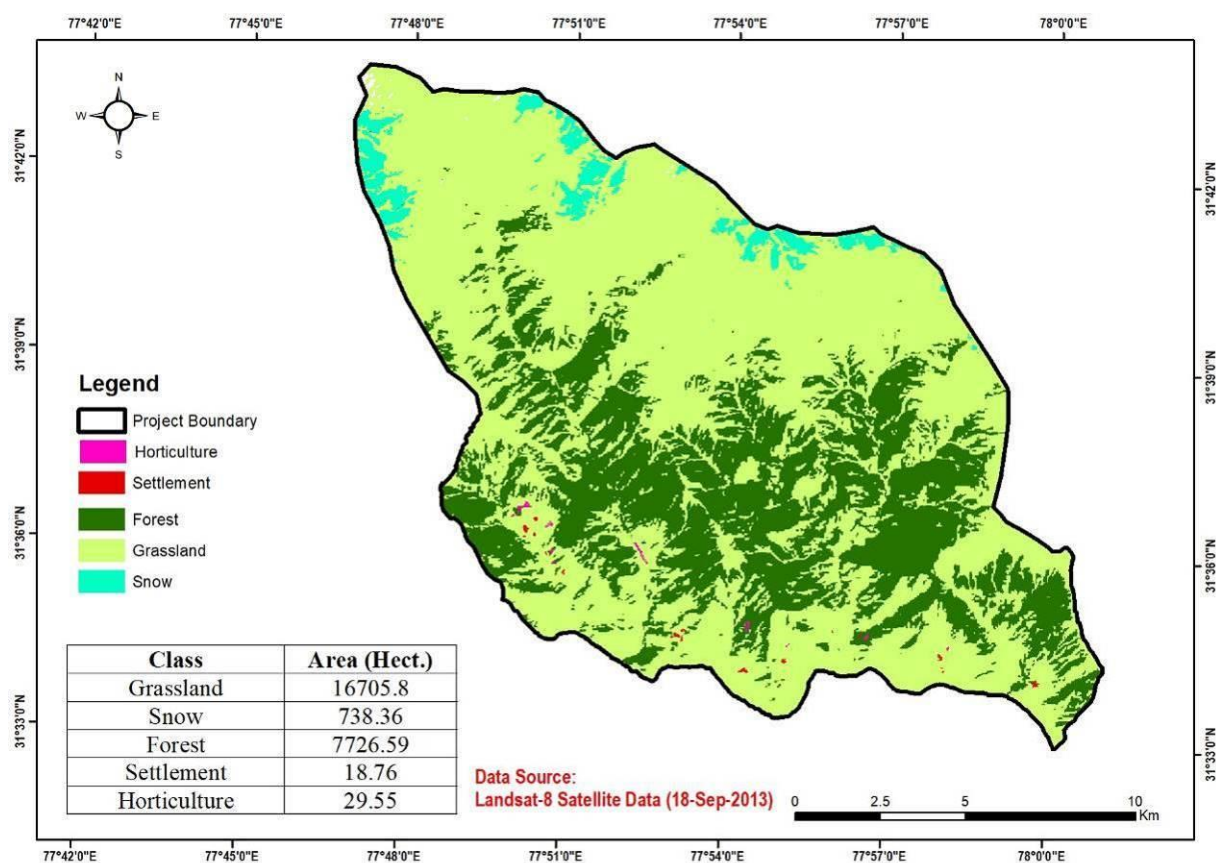 77°42'0"E 77°45'0"E 77°48'0"E 77°51'0"E 77°54'0"E 77°57'0"E 78°0'0"E
N
W E
S
31°42'0"N 31°42'0"N
31°39'0"N 31°39'0"N
Legend
Project Boundary
Horticulture
Settlement
Forest
Grassland
Snow
31°36'0"N 31°36'0"N
Class Area (Hect.)
Grassland 16705.8
Snow 738.36
Forest 7726.59
Settlement 18.76
Horticulture 29.55
31°33'0"N 31°33'0"N
Data Source:
Landsat-8 Satellite Data (18-Sep-2013)
0 2.5 5 10
Km
77°42'0"E 77°45'0"E 77°48'0"E 77°51'0"E 77°54'0"E 77°57'0"E 78°0'0"E